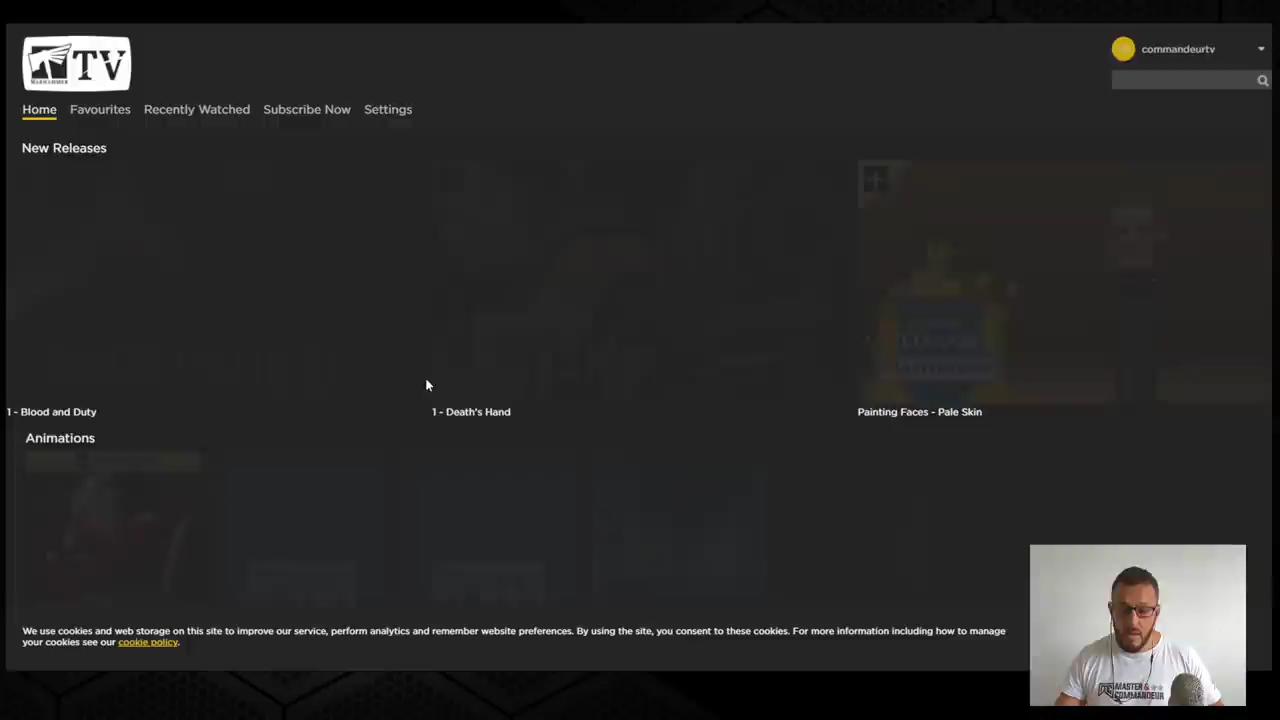 TV
WARHAMMER
commandeurtv
Home Favourites Recently Watched Subscribe Now Settings
New Releases
1 - Blood and Duty
1 - Death's Hand
Painting Faces - Pale Skin
Animations
We use cookies and web storage on this site to improve our service, perform analytics and remember website preferences. By using the site, you consent to these cookies. For more information including how to manage
your cookies see our cookie policy.
MASTER &
COMMANDEUR